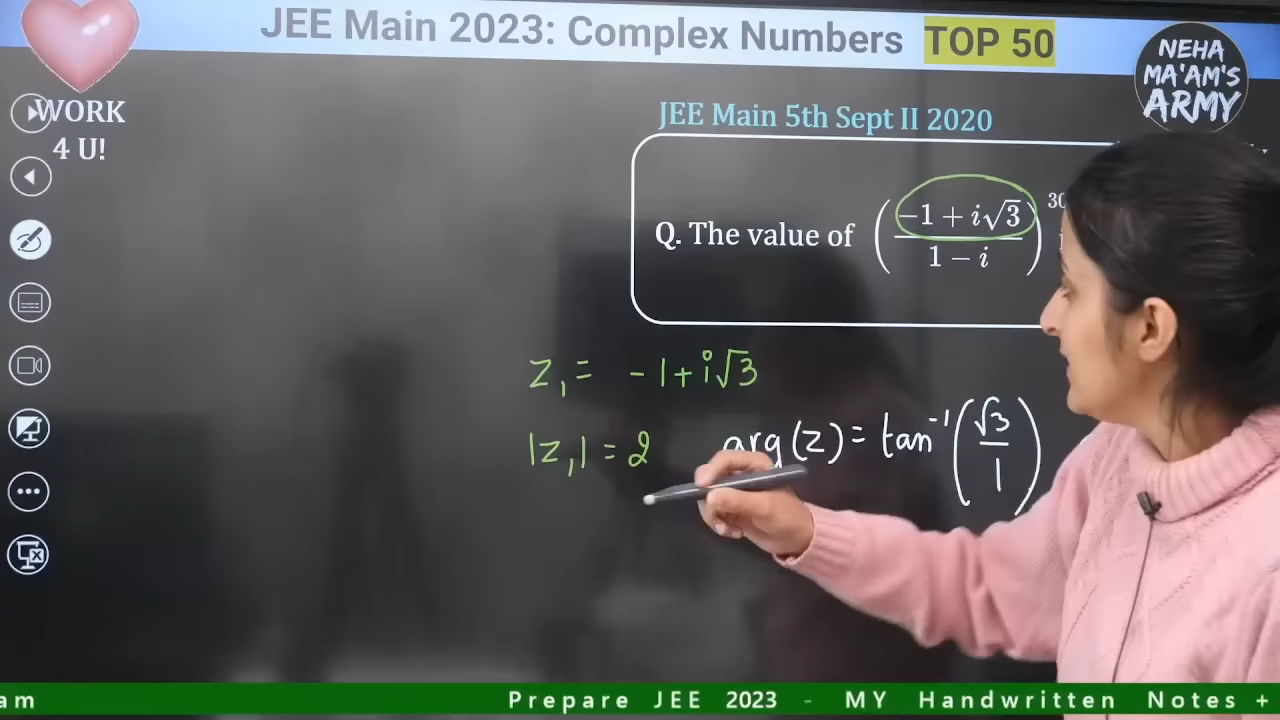 JEE Main 2023: Complex Numbers TOP 50
NEHA
MA'AM'S
ARMY
WORK
4 U!
JEE Main 5th Sept II 2020
Q. The value of ((-1 + i√3)/(1 - i))^30
z₁ = -1 + i√3
|z₁| = 2
arg(z) = tan⁻¹(√3/1)
am Prepare JEE 2023 - MY Handwritten Notes +